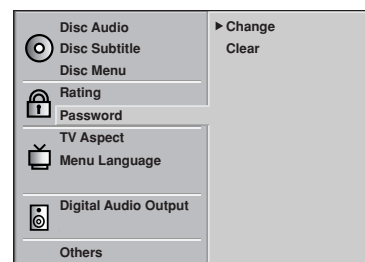 Disc Audio
Disc Subtitle
Disc Menu
Rating
Password
TV Aspect
Menu Language
Digital Audio Output
Others
Change
Clear